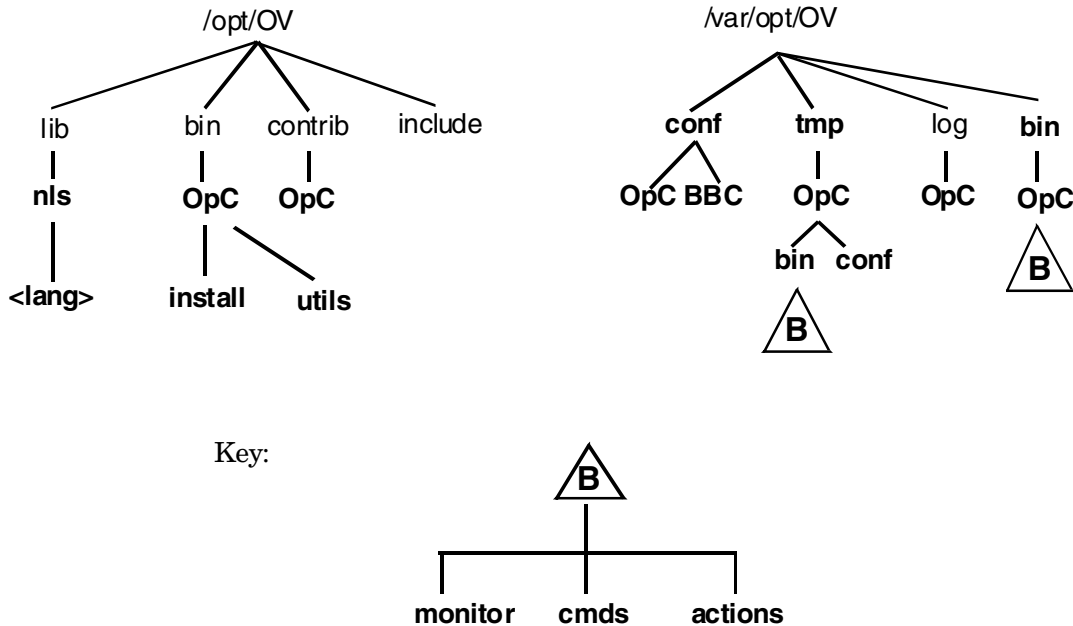 /opt/OV /var/opt/OV
lib bin contrib include conf tmp log bin
nls OpC OpC OpC BBC OpC OpC OpC
bin conf B
<lang> install utils
B
Key:
B
monitor cmds actions